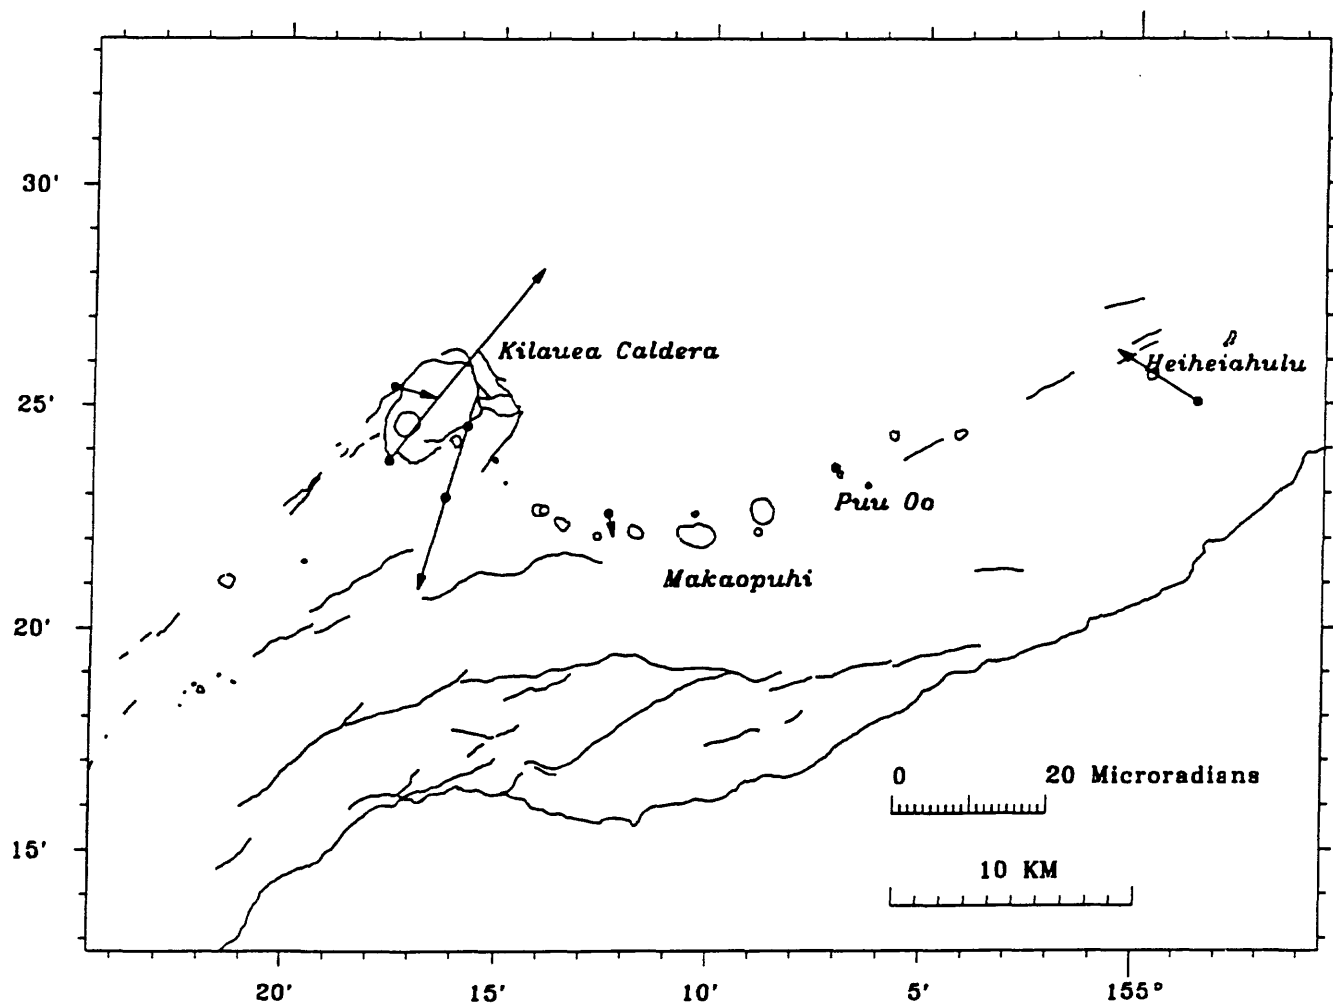 30'
Kilauea Caldera
Heiheiahulu
25'
Puu Oo
Makaopuhi
20'
0 20 Microradians
15'
10 KM
20' 15' 10' 5' 155°